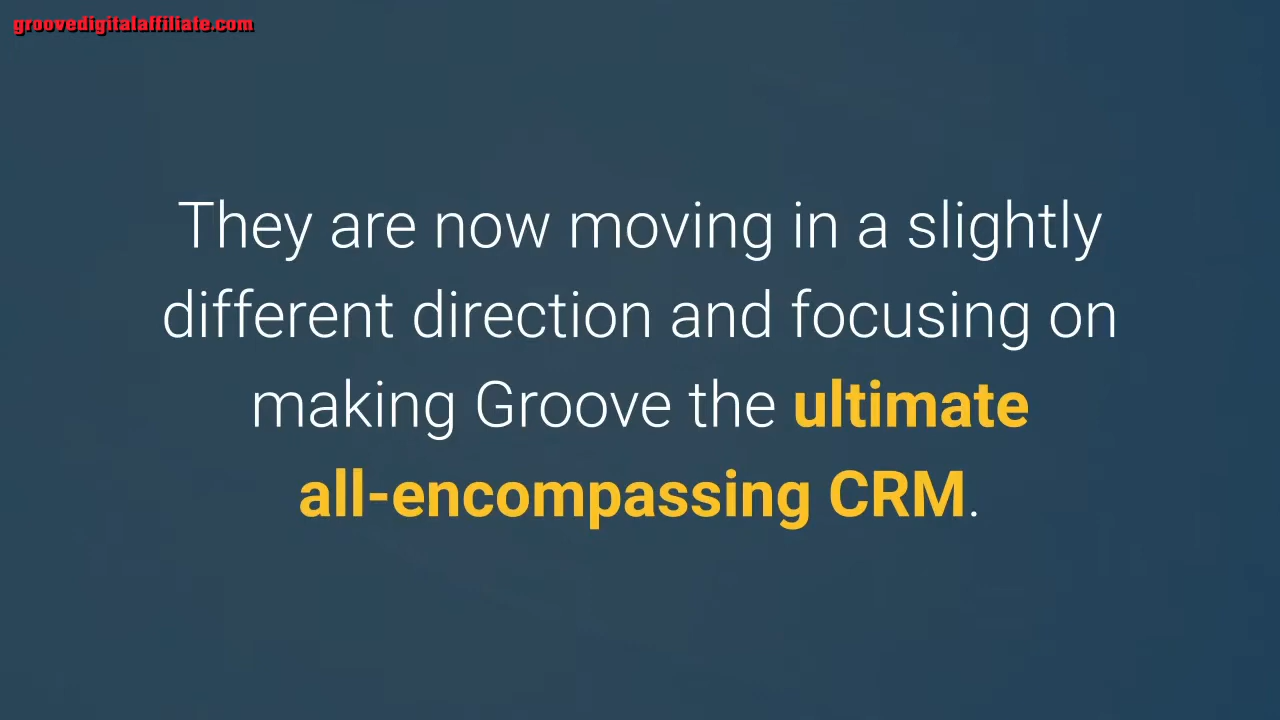 groovedigitalaffiliate.com
They are now moving in a slightly
different direction and focusing on
making Groove the ultimate
all-encompassing CRM.